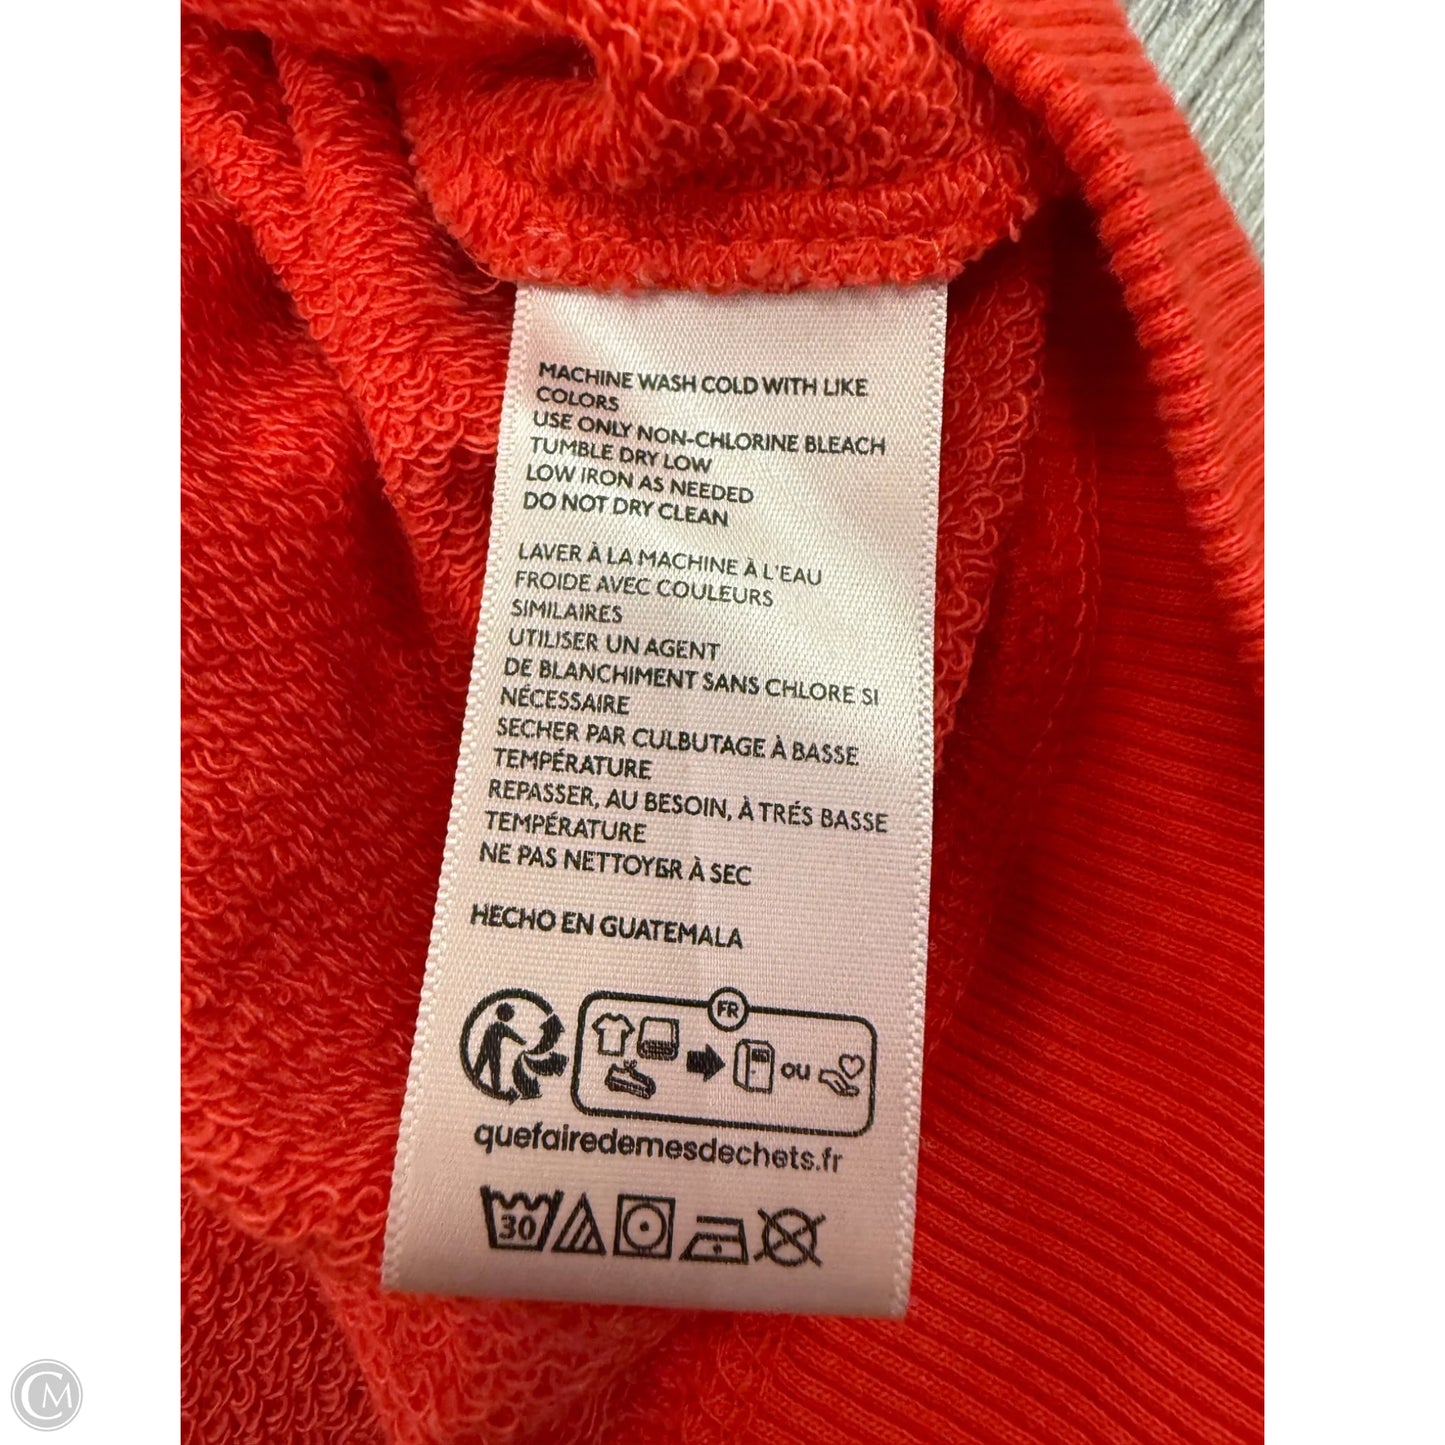 MACHINE WASH COLD WITH LIKE
COLORS
USE ONLY NON-CHLORINE BLEACH
TUMBLE DRY LOW
LOW IRON AS NEEDED
DO NOT DRY CLEAN
LAVER À LA MACHINE À L'EAU
FROIDE AVEC COULEURS
SIMILAIRES
UTILISER UN AGENT
DE BLANCHIMENT SANS CHLORE SI
NÉCESSAIRE
SECHER PAR CULBUTAGE À BASSE
TEMPÉRATURE
REPASSER, AU BESOIN, À TRÉS BASSE
TEMPÉRATURE
NE PAS NETTOYER À SEC
HECHO EN GUATEMALA
FR
ou
quefairedemesdechets.fr
30
CM